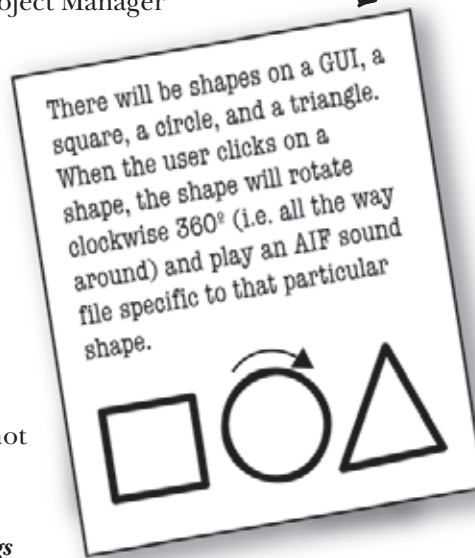 oject Manager
There will be shapes on a GUI, a
square, a circle, and a triangle.
When the user clicks on a
shape, the shape will rotate
clockwise 360º (i.e. all the way
around) and play an AIF sound
file specific to that particular
shape.
not
gs